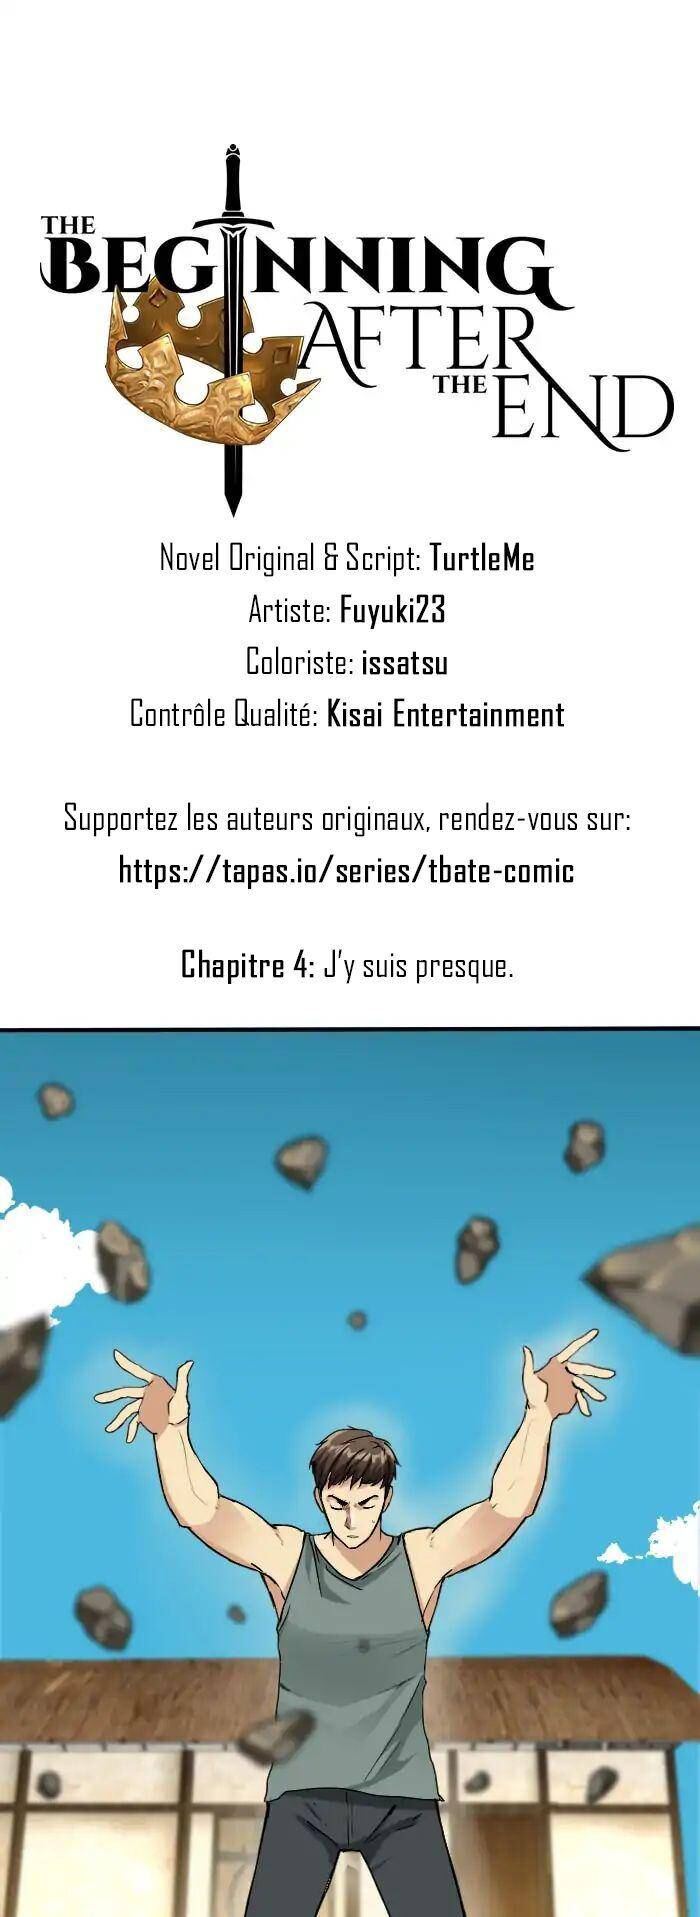 THE
BEGINNING
AFTER
THE END
Novel Original & Script: TurtleMe
Artiste: Fuyuki23
Coloriste: issatsu
Contrôle Qualité: Kisai Entertainment
Supportez les auteurs originaux, rendez-vous sur:
https://tapas.io/series/tbate-comic
Chapitre 4: J'y suis presque.